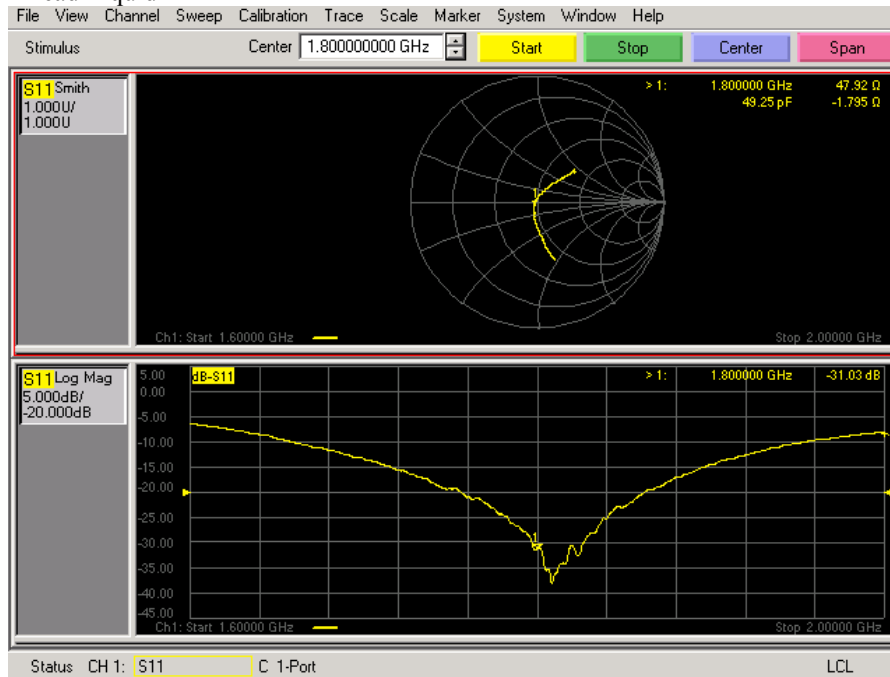 File View Channel Sweep Calibration Trace Scale Marker System Window Help
Stimulus Center 1.800000000 GHz Start Stop Center Span
S11 Smith
1.000U/
1.000U
> 1: 1.800000 GHz 47.92 Ω
49.25 pF -1.795 Ω
1
Ch1: Start 1.60000 GHz Stop 2.00000 GHz
S11 Log Mag
5.000dB/
-20.000dB
dB-S11
> 1: 1.800000 GHz -31.03 dB
5.00
0.00
-5.00
-10.00
-15.00
-20.00
-25.00
-30.00
-35.00
-40.00
-45.00
1
Ch1: Start 1.60000 GHz Stop 2.00000 GHz
Status CH 1: S11 C 1-Port LCL